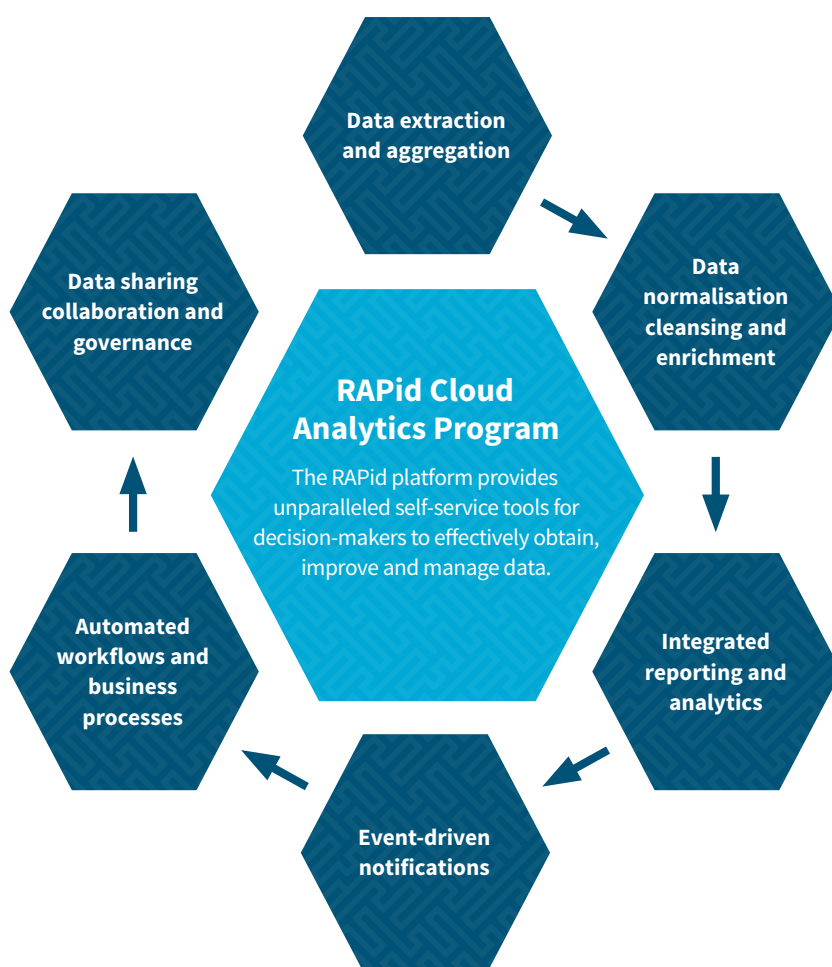 Data extraction
and aggregation
Data
normalisation
cleansing and
enrichment
Integrated
reporting and
analytics
Event-driven
notifications
Automated
workflows and
business
processes
Data sharing
collaboration and
governance
RAPid Cloud
Analytics Program
The RAPid platform provides
unparalleled self-service tools for
decision-makers to effectively obtain,
improve and manage data.